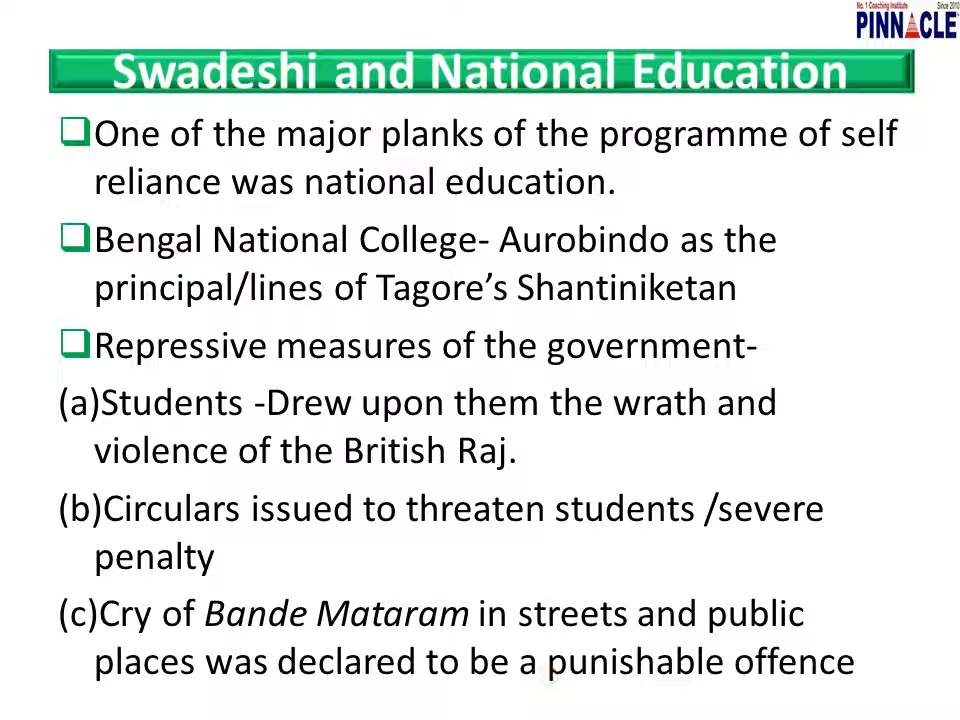 No. 1 Coaching Institute Since 2010
PINNACLE
Swadeshi and National Education
One of the major planks of the programme of self
reliance was national education.
Bengal National College- Aurobindo as the
principal/lines of Tagore's Shantiniketan
Repressive measures of the government-
(a)Students -Drew upon them the wrath and
violence of the British Raj.
(b)Circulars issued to threaten students /severe
penalty
(c)Cry of Bande Mataram in streets and public
places was declared to be a punishable offence